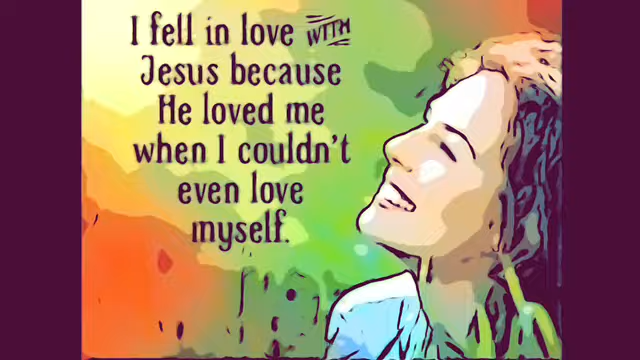 I fell in love WITH
Jesus because
He loved me
when I couldn't
even love
myself.